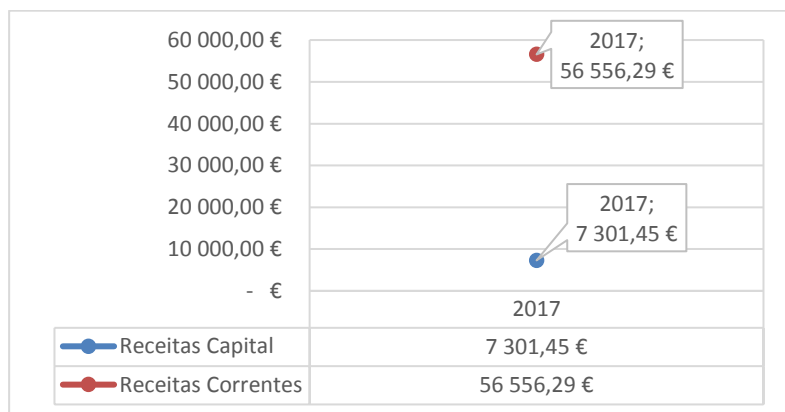 60 000,00 €
50 000,00 €
40 000,00 €
30 000,00 €
20 000,00 €
10 000,00 €
- €
2017;
56 556,29 €
2017;
7 301,45 €
2017
Receitas Capital 7 301,45 €
Receitas Correntes 56 556,29 €